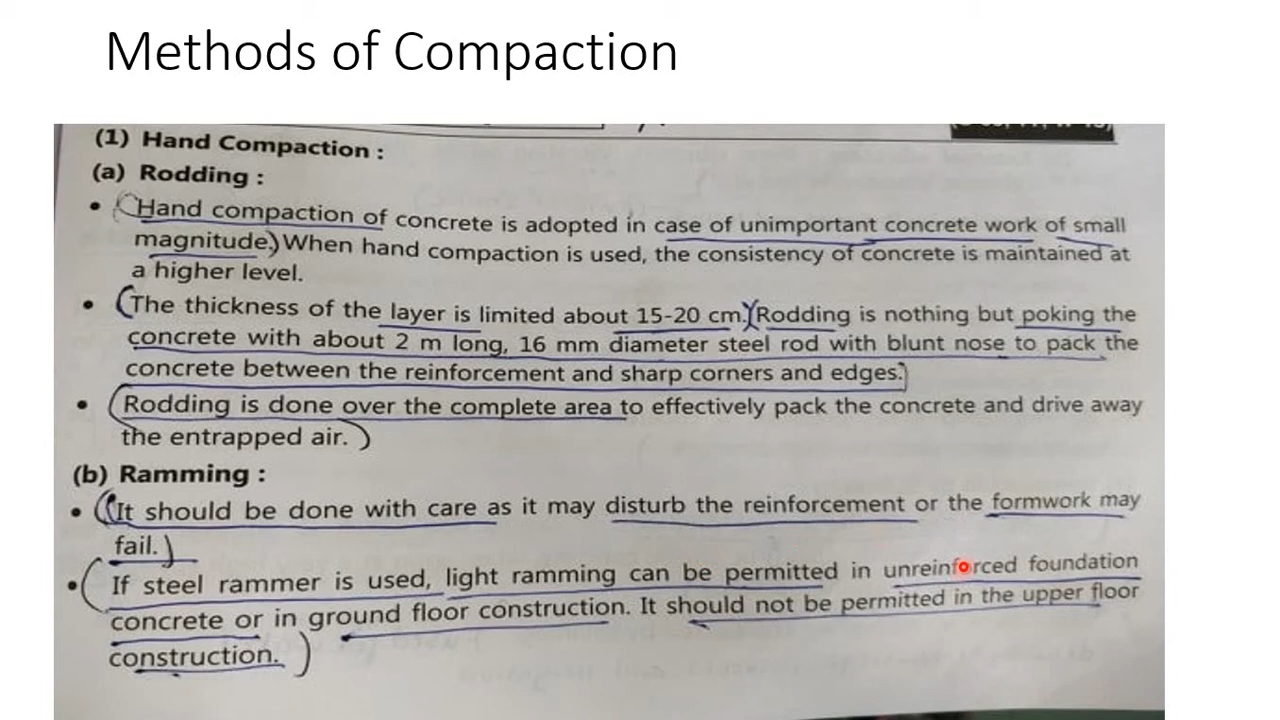 Methods of Compaction
(1) Hand Compaction :
(a) Rodding :
• Hand compaction of concrete is adopted in case of unimportant concrete work of small
magnitude. When hand compaction is used, the consistency of concrete is maintained at
a higher level.
• The thickness of the layer is limited about 15-20 cm. Rodding is nothing but poking the
concrete with about 2 m long, 16 mm diameter steel rod with blunt nose to pack the
concrete between the reinforcement and sharp corners and edges.
• Rodding is done over the complete area to effectively pack the concrete and drive away
the entrapped air.
(b) Ramming :
• It should be done with care as it may disturb the reinforcement or the formwork may
fail.
• If steel rammer is used, light ramming can be permitted in unreinforced foundation
concrete or in ground floor construction. It should not be permitted in the upper floor
construction.